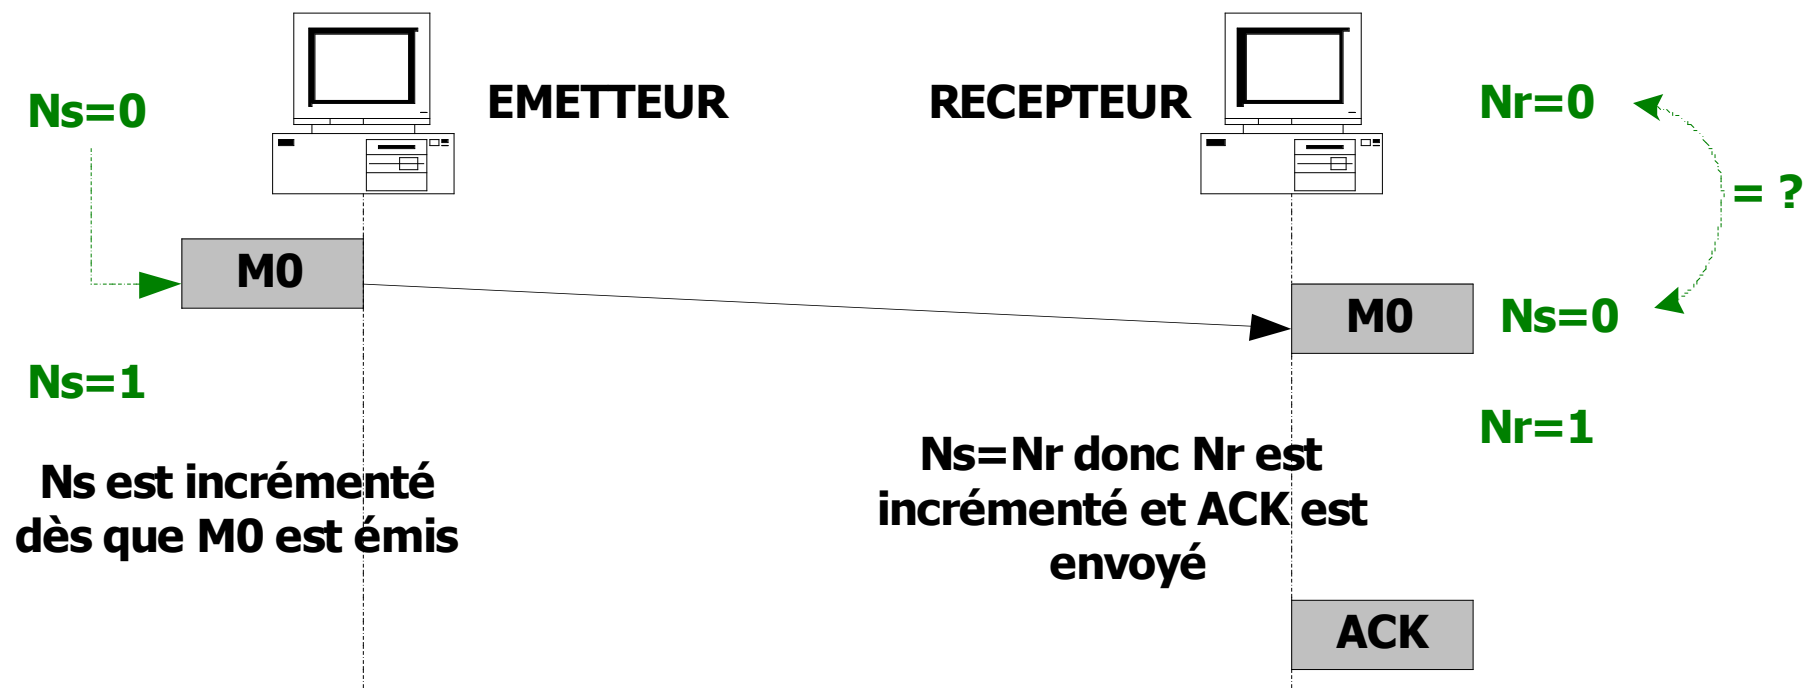 Ns=0
EMETTEUR
RECEPTEUR
Nr=0
= ?
M0
M0
Ns=0
Ns=1
Nr=1
Ns est incrémenté
dès que M0 est émis
Ns=Nr donc Nr est
incrémenté et ACK est
envoyé
ACK